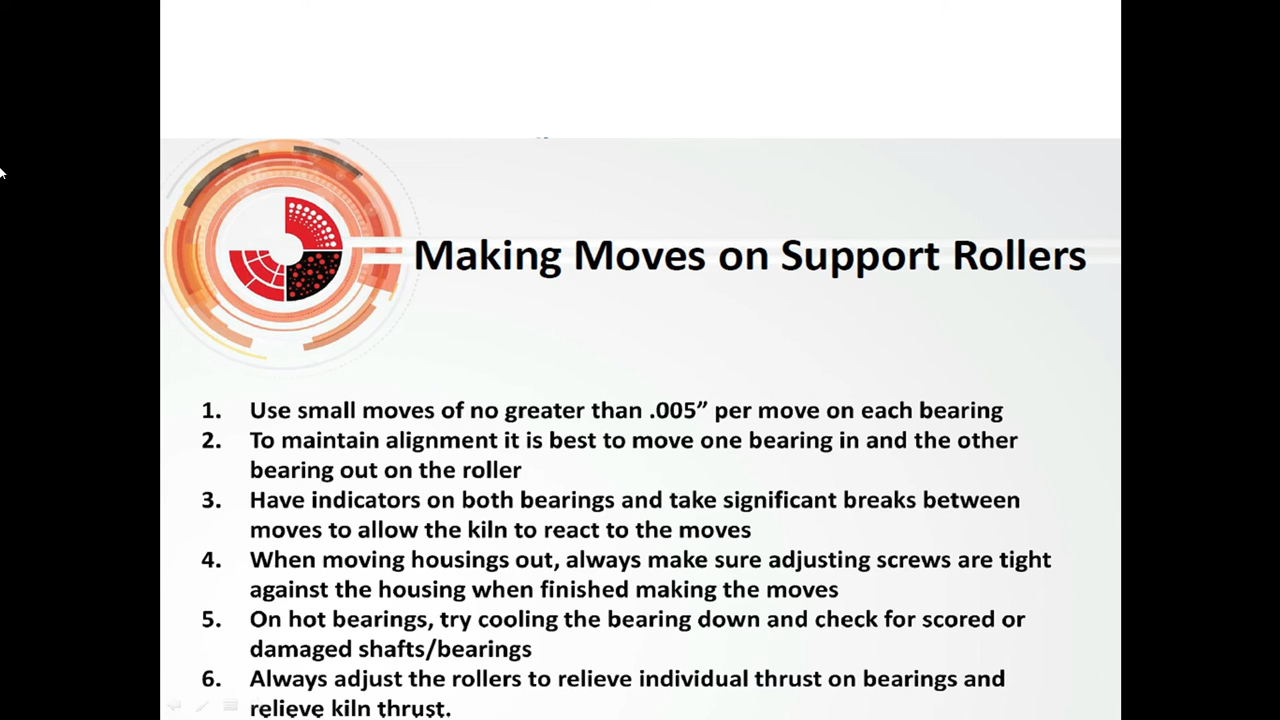 Making Moves on Support Rollers
1. Use small moves of no greater than .005” per move on each bearing
2. To maintain alignment it is best to move one bearing in and the other
bearing out on the roller
3. Have indicators on both bearings and take significant breaks between
moves to allow the kiln to react to the moves
4. When moving housings out, always make sure adjusting screws are tight
against the housing when finished making the moves
5. On hot bearings, try cooling the bearing down and check for scored or
damaged shafts/bearings
6. Always adjust the rollers to relieve individual thrust on bearings and
relieve kiln thrust.